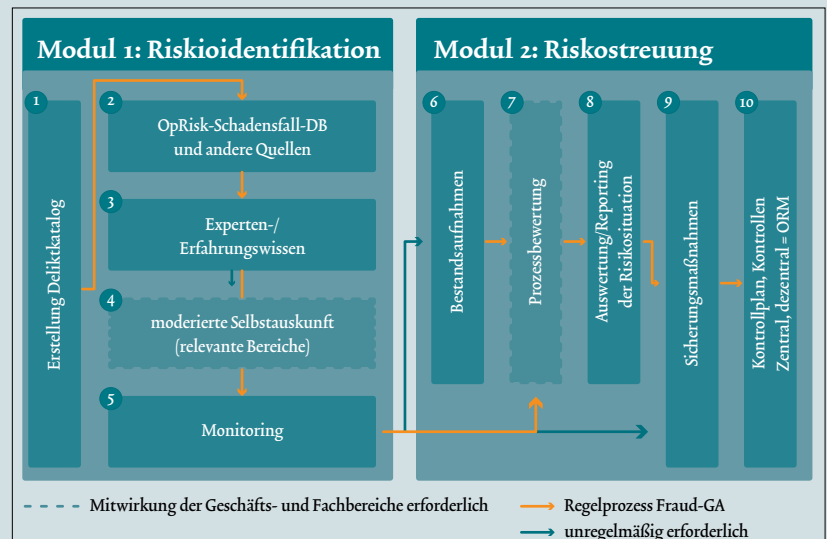 Modul 1: Riskioidentifikation
1
Erstellung Deliktkatalog
2
OpRisk-Schadensfall-DB
und andere Quellen
3
Experten-/
Erfahrungswissen
4
moderierte Selbstauskunft
(relevante Bereiche)
5
Monitoring
Modul 2: Riskostreuung
6
Bestandsaufnahmen
7
Prozessbewertung
8
Auswertung/Reporting
der Risikosituation
9
Sicherungsmaßnahmen
10
Kontrollplan, Kontrollen
Zentral, dezentral = ORM
Mitwirkung der Geschäfts- und Fachbereiche erforderlich
Regelprozess Fraud-GA
unregelmäßig erforderlich